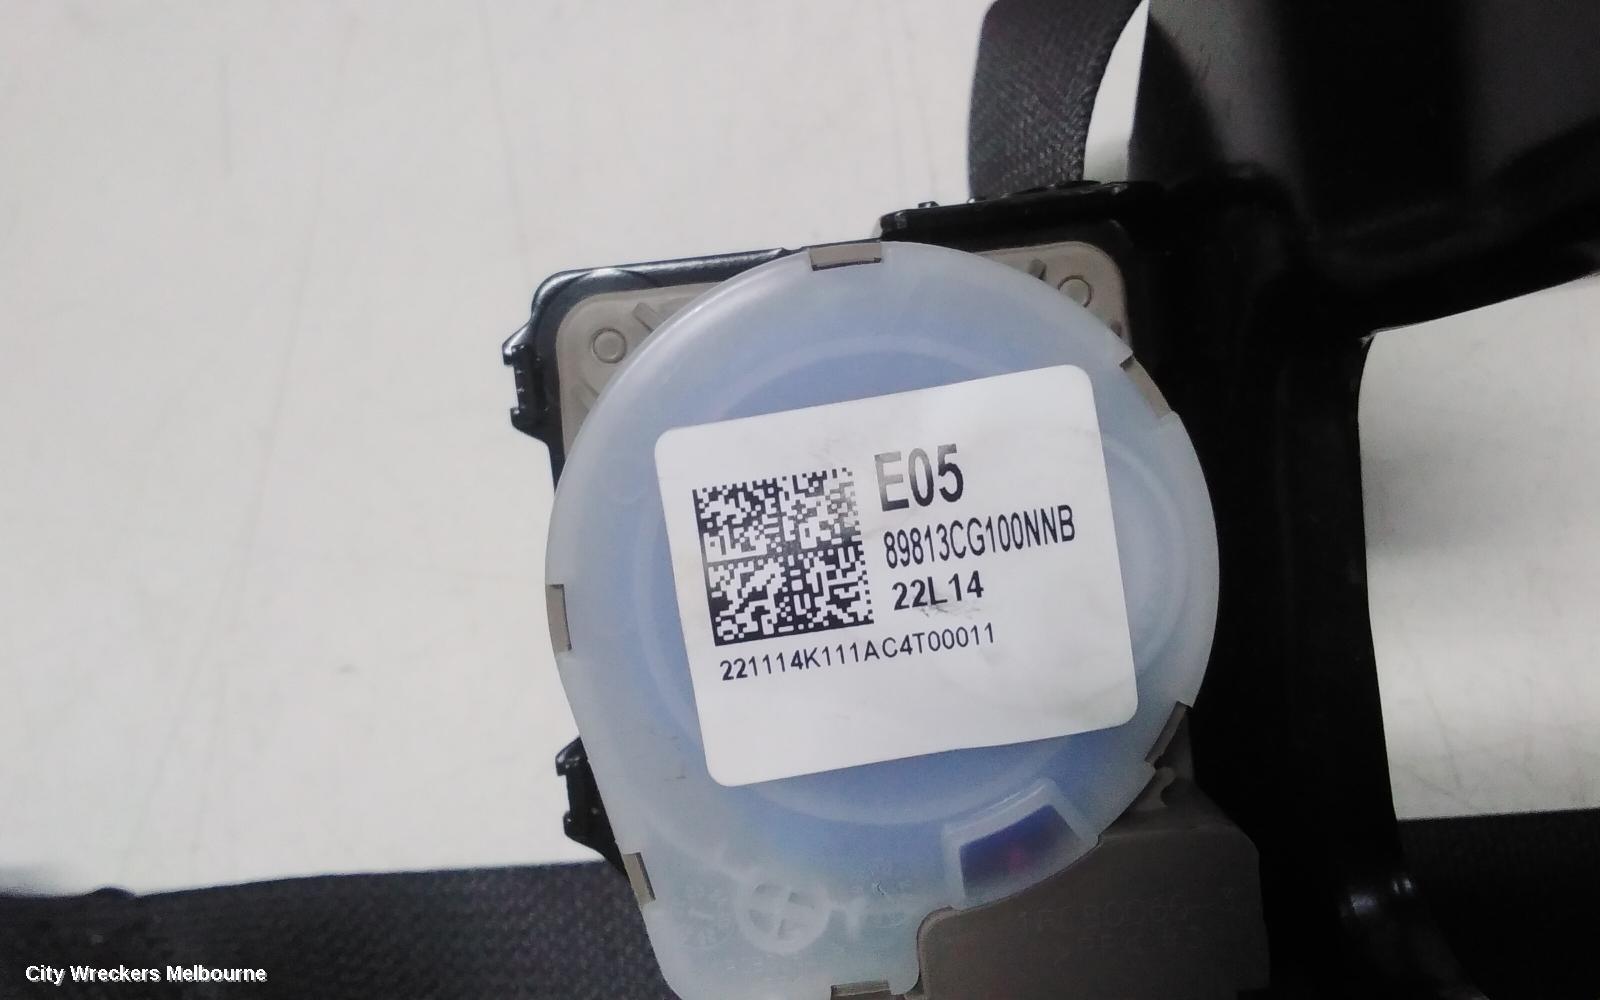 E05
89813CG100NNB
22L14
221114K111AC4T00011
City Wreckers Melbourne